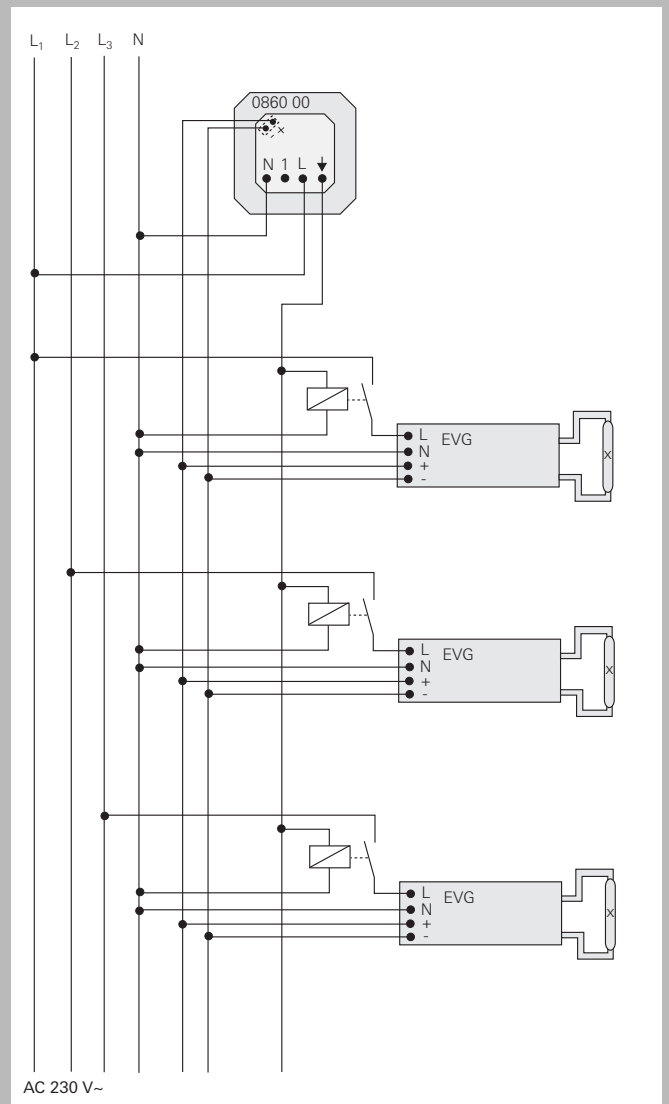 L1 L2 L3 N
0860 00
x
N 1 L
L EVG
N
+
-
x
L EVG
N
+
-
x
L EVG
N
+
-
x
AC 230 V~